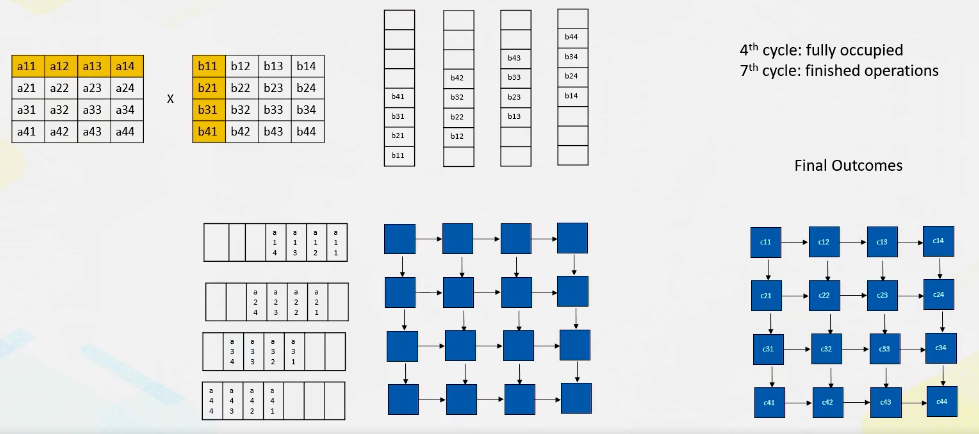 a11 a12 a13 a14
a21 a22 a23 a24
a31 a32 a33 a34
a41 a42 a43 a44
X
b11 b12 b13 b14
b21 b22 b23 b24
b31 b32 b33 b34
b41 b42 b43 b44
b41
b31
b21
b11
b42
b32
b22
b12
b43
b33
b23
b13
b44
b34
b24
b14
4th cycle: fully occupied
7th cycle: finished operations
Final Outcomes
a14 a13 a12 a11
a24 a23 a22 a21
a34 a33 a32 a31
a44 a43 a42 a41
c11 c12 c13 c14
c21 c22 c23 c24
c31 c32 c33 c34
c41 c42 c43 c44